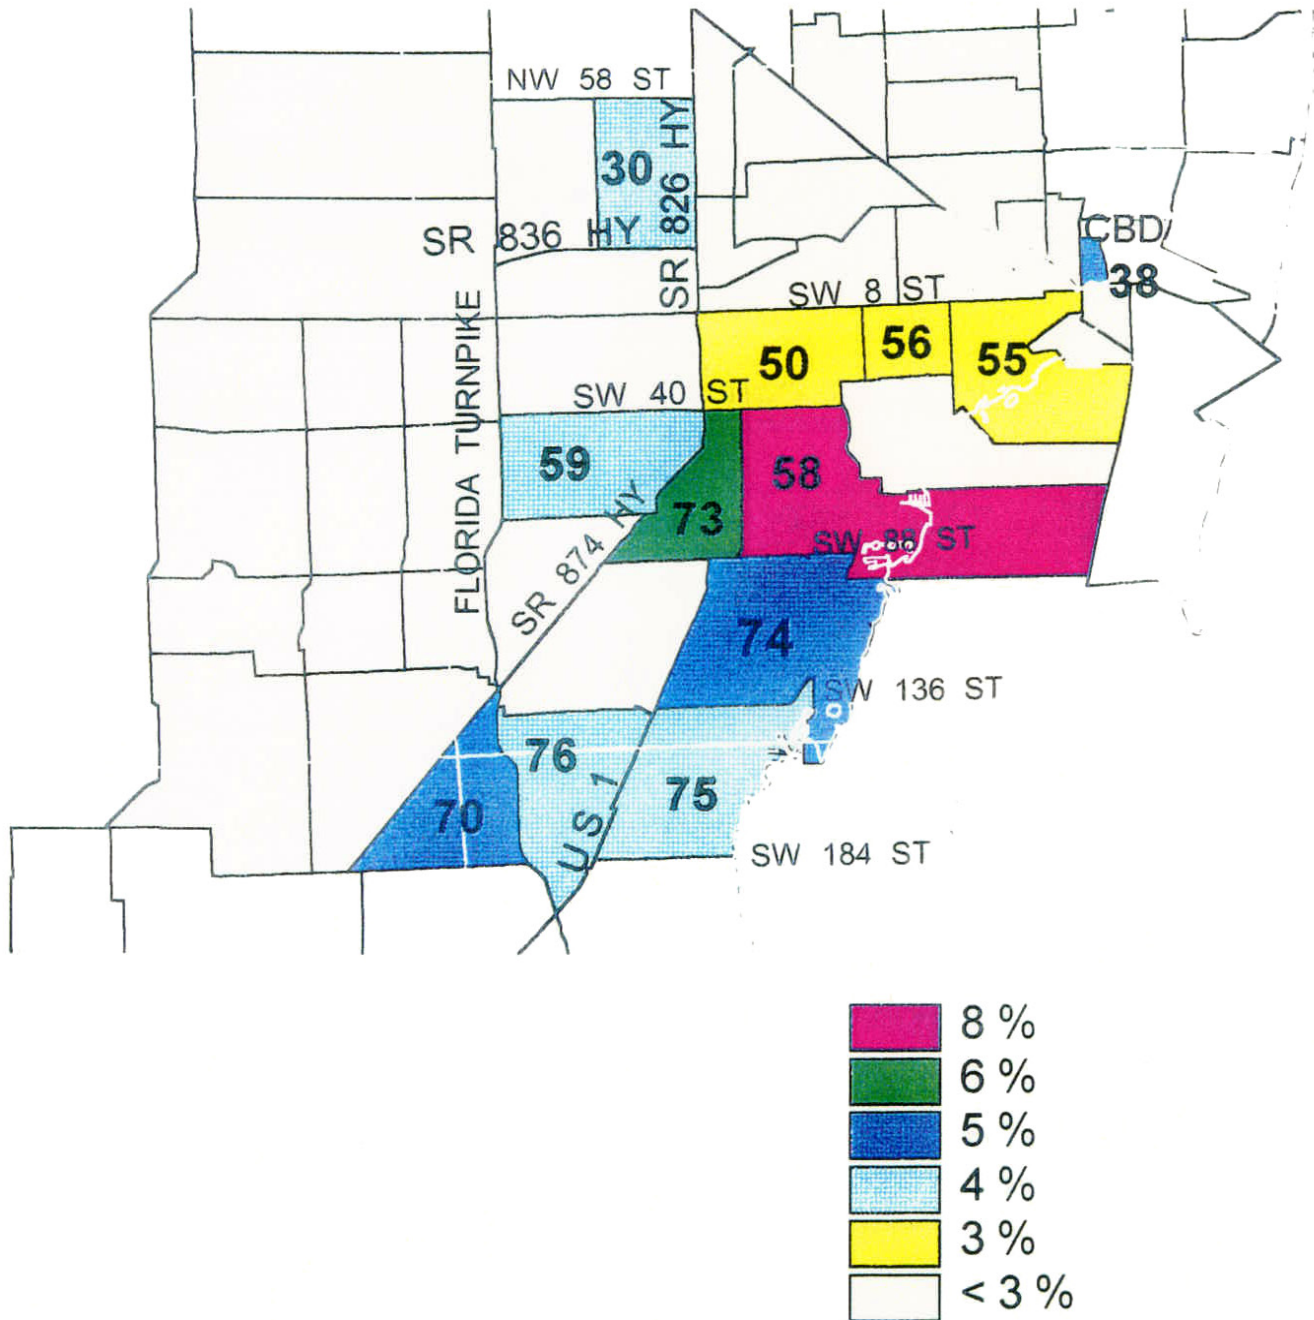 NW 58 ST
30
SR 826 HY
SR 836 HY
CBD
38
SW 8 ST
FLORIDA TURNPIKE
50
56
55
SW 40 ST
59
58
73
SR 874 HY
SW 88 ST
74
SW 136 ST
76
75
70
U S 1
SW 184 ST
8 %
6 %
5 %
4 %
3 %
< 3 %